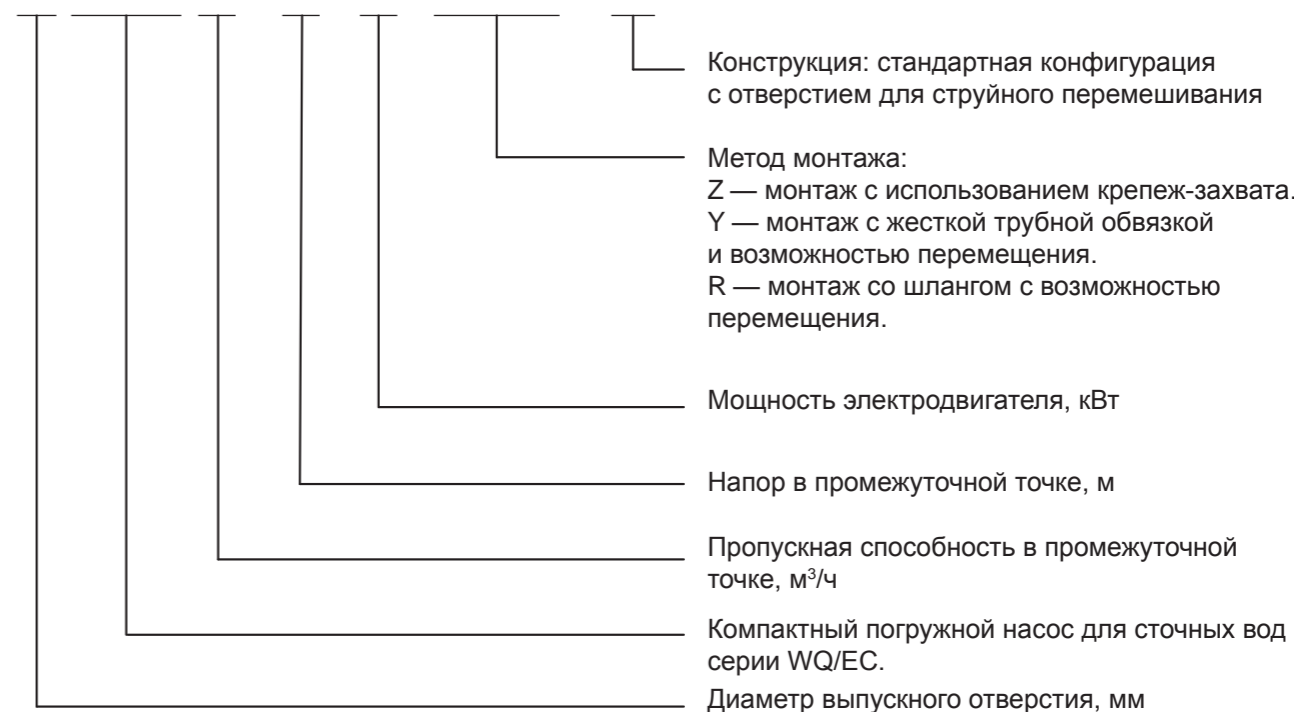 Конструкция: стандартная конфигурация
с отверстием для струйного перемешивания
Метод монтажа:
Z — монтаж с использованием крепеж-захвата.
Y — монтаж с жесткой трубной обвязкой
и возможностью перемещения.
R — монтаж со шлангом с возможностью
перемещения.
Мощность электродвигателя, кВт
Напор в промежуточной точке, м
Пропускная способность в промежуточной
точке, м³/ч
Компактный погружной насос для сточных вод
серии WQ/EC.
Диаметр выпускного отверстия, мм